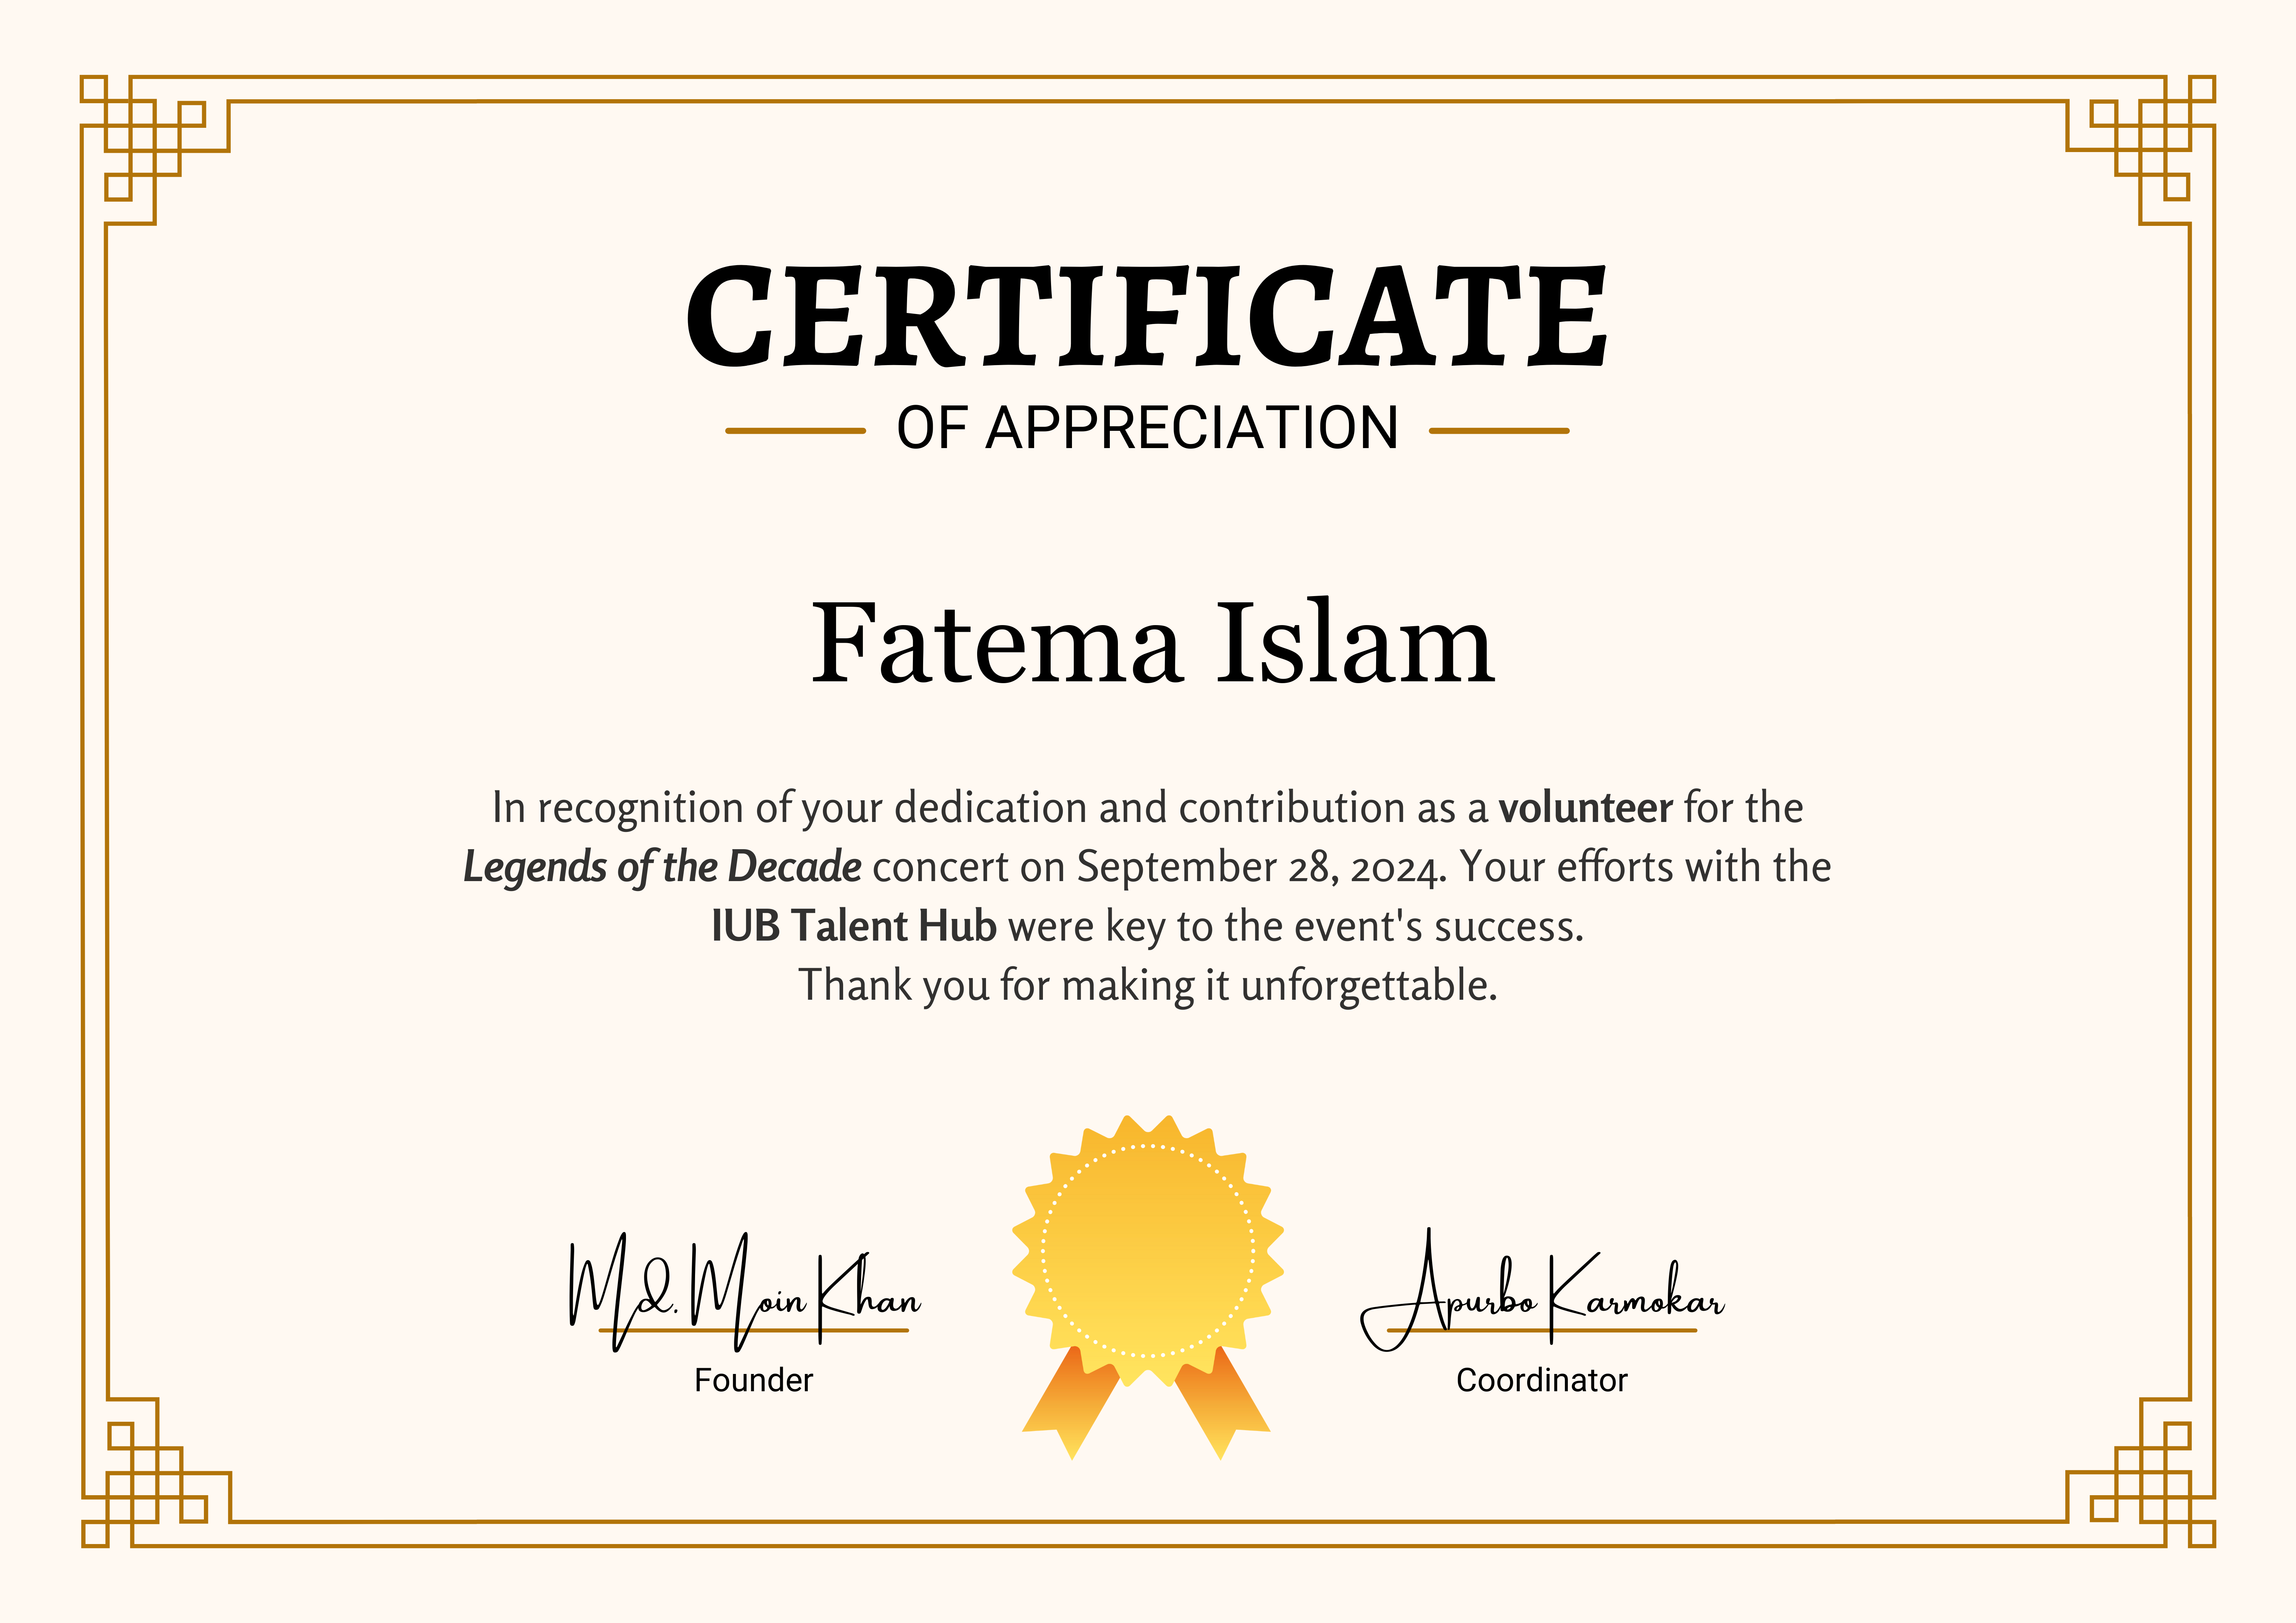 CERTIFICATE
OF APPRECIATION
Fatema Islam
In recognition of your dedication and contribution as a volunteer for the
Legends of the Decade concert on September 28, 2024. Your efforts with the
IUB Talent Hub were key to the event's success.
Thank you for making it unforgettable.
Md. Moin Khan
Founder
Apurbo Karmokar
Coordinator